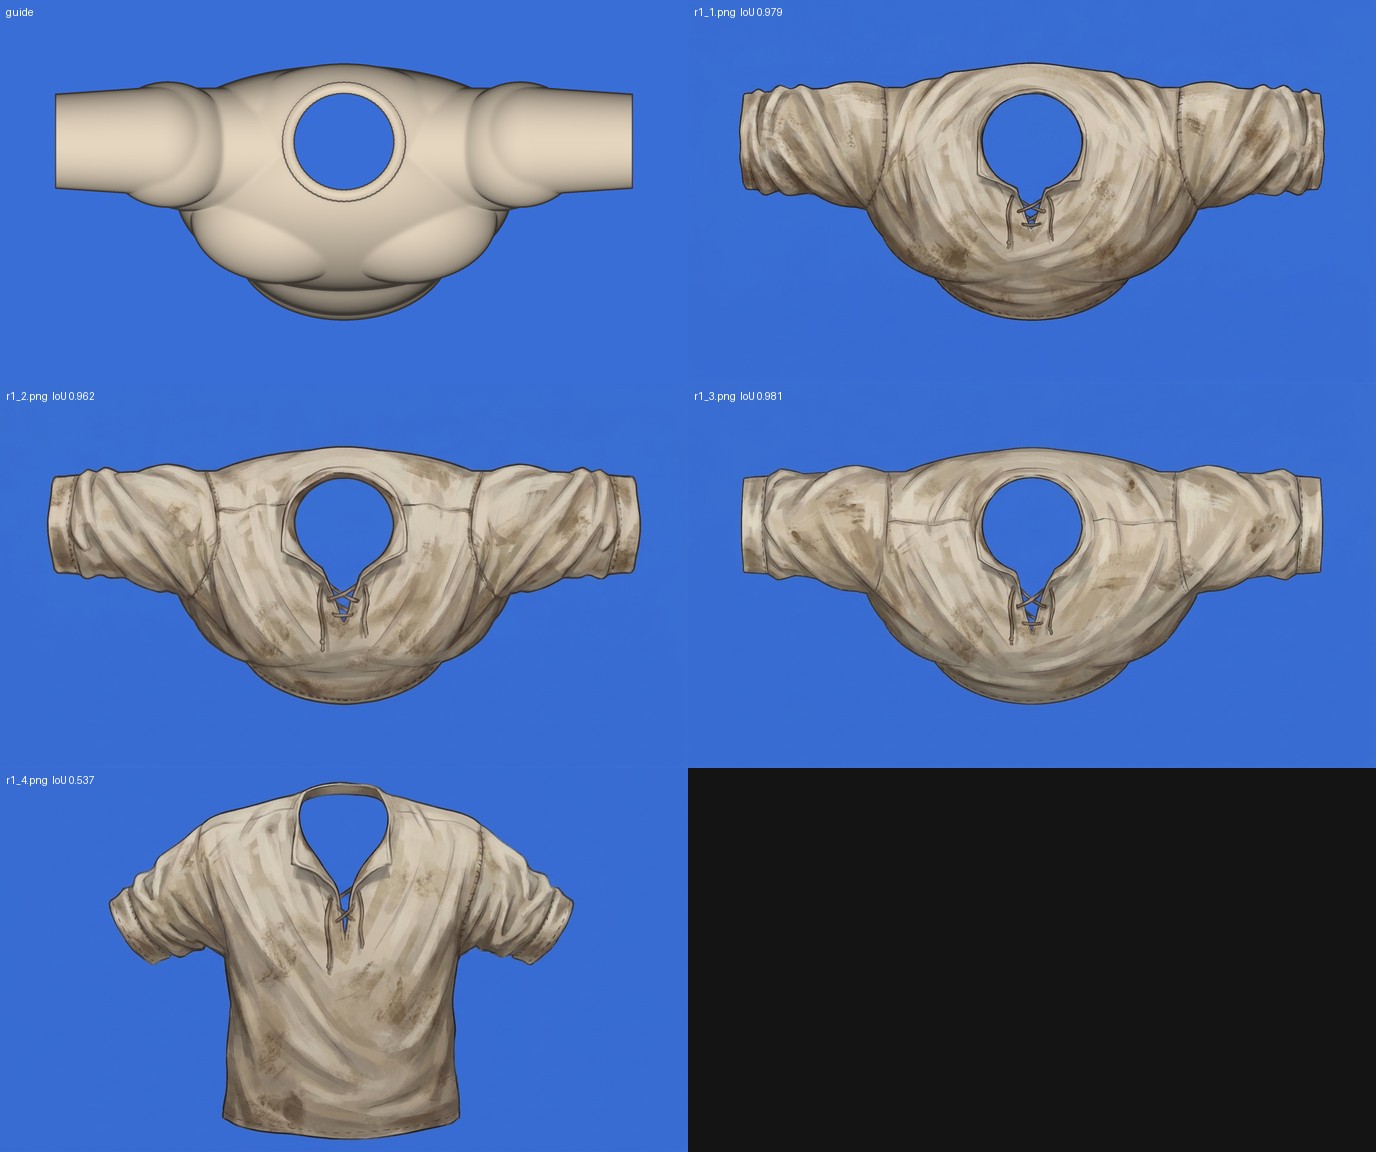 guide
r1_1.png IoU 0.979
r1_2.png IoU 0.962
r1_3.png IoU 0.981
r1_4.png IoU 0.537